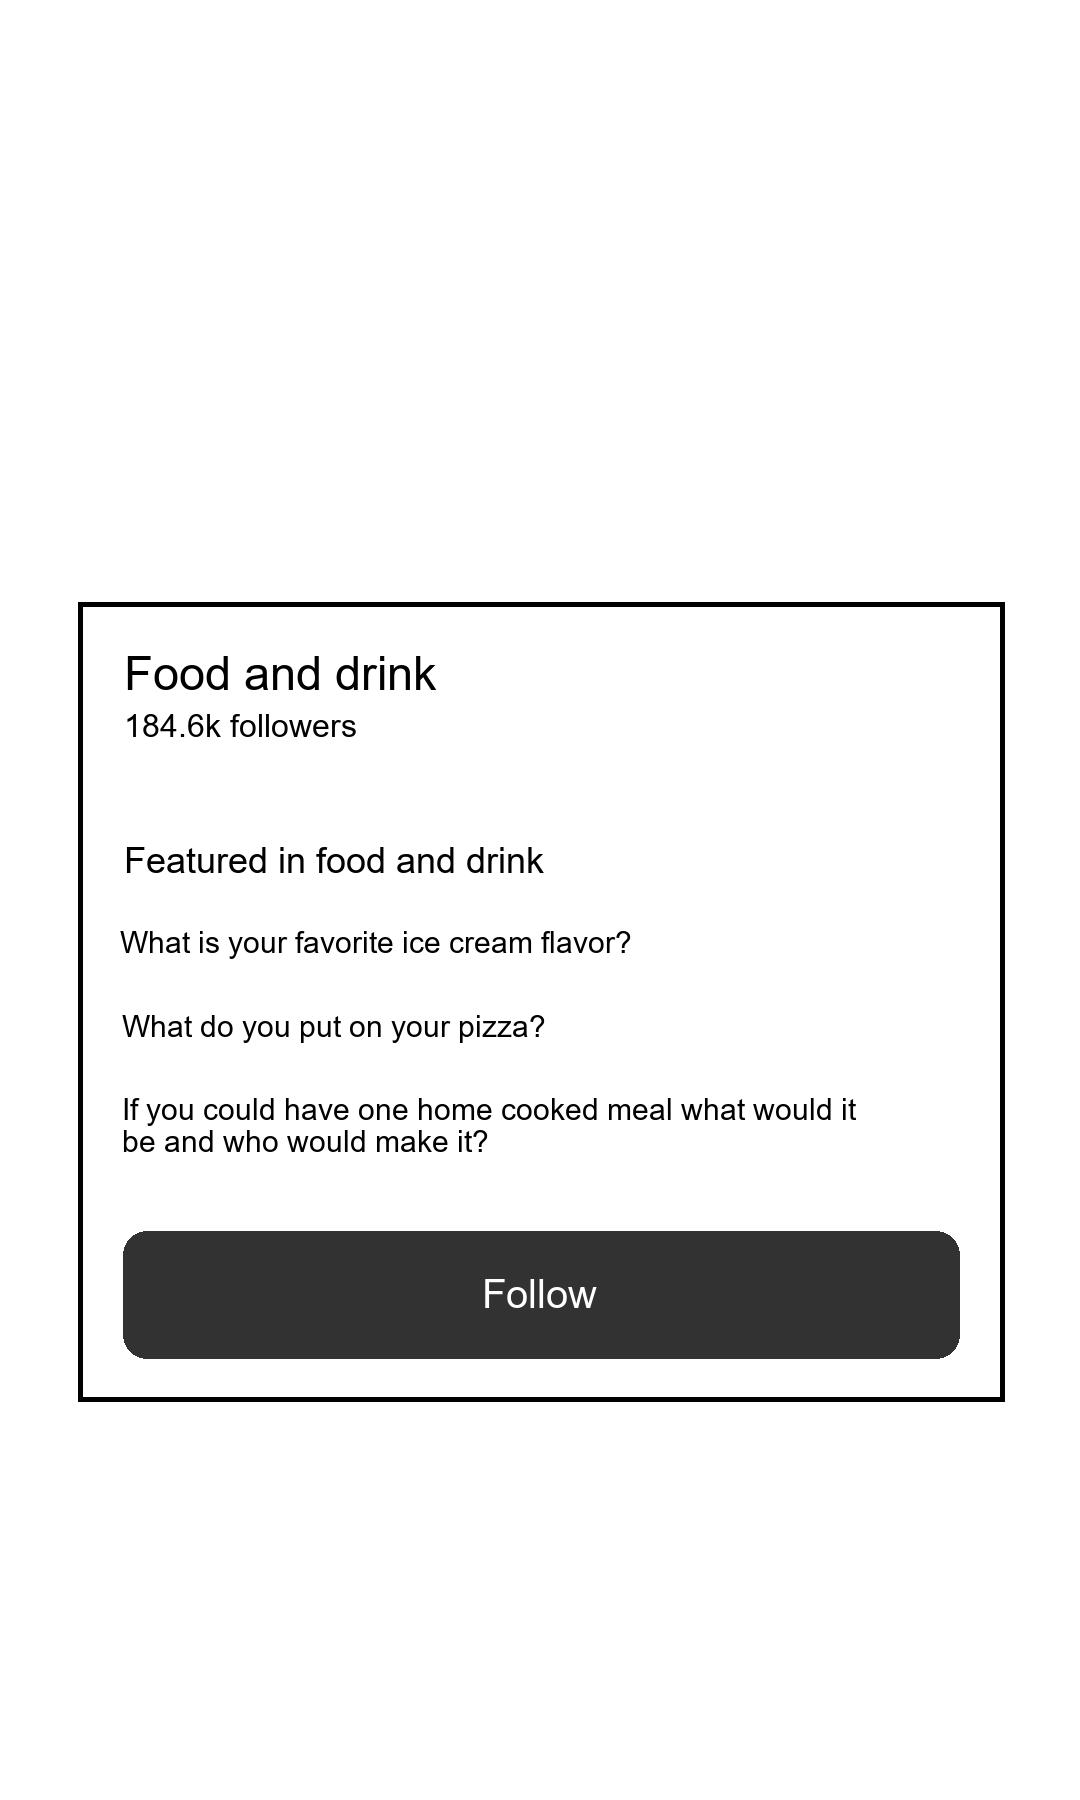 Food and drink
184.6k followers
Featured in food and drink
What is your favorite ice cream flavor?
What do you put on your pizza?
If you could have one home cooked meal what would it
be and who would make it?
Follow